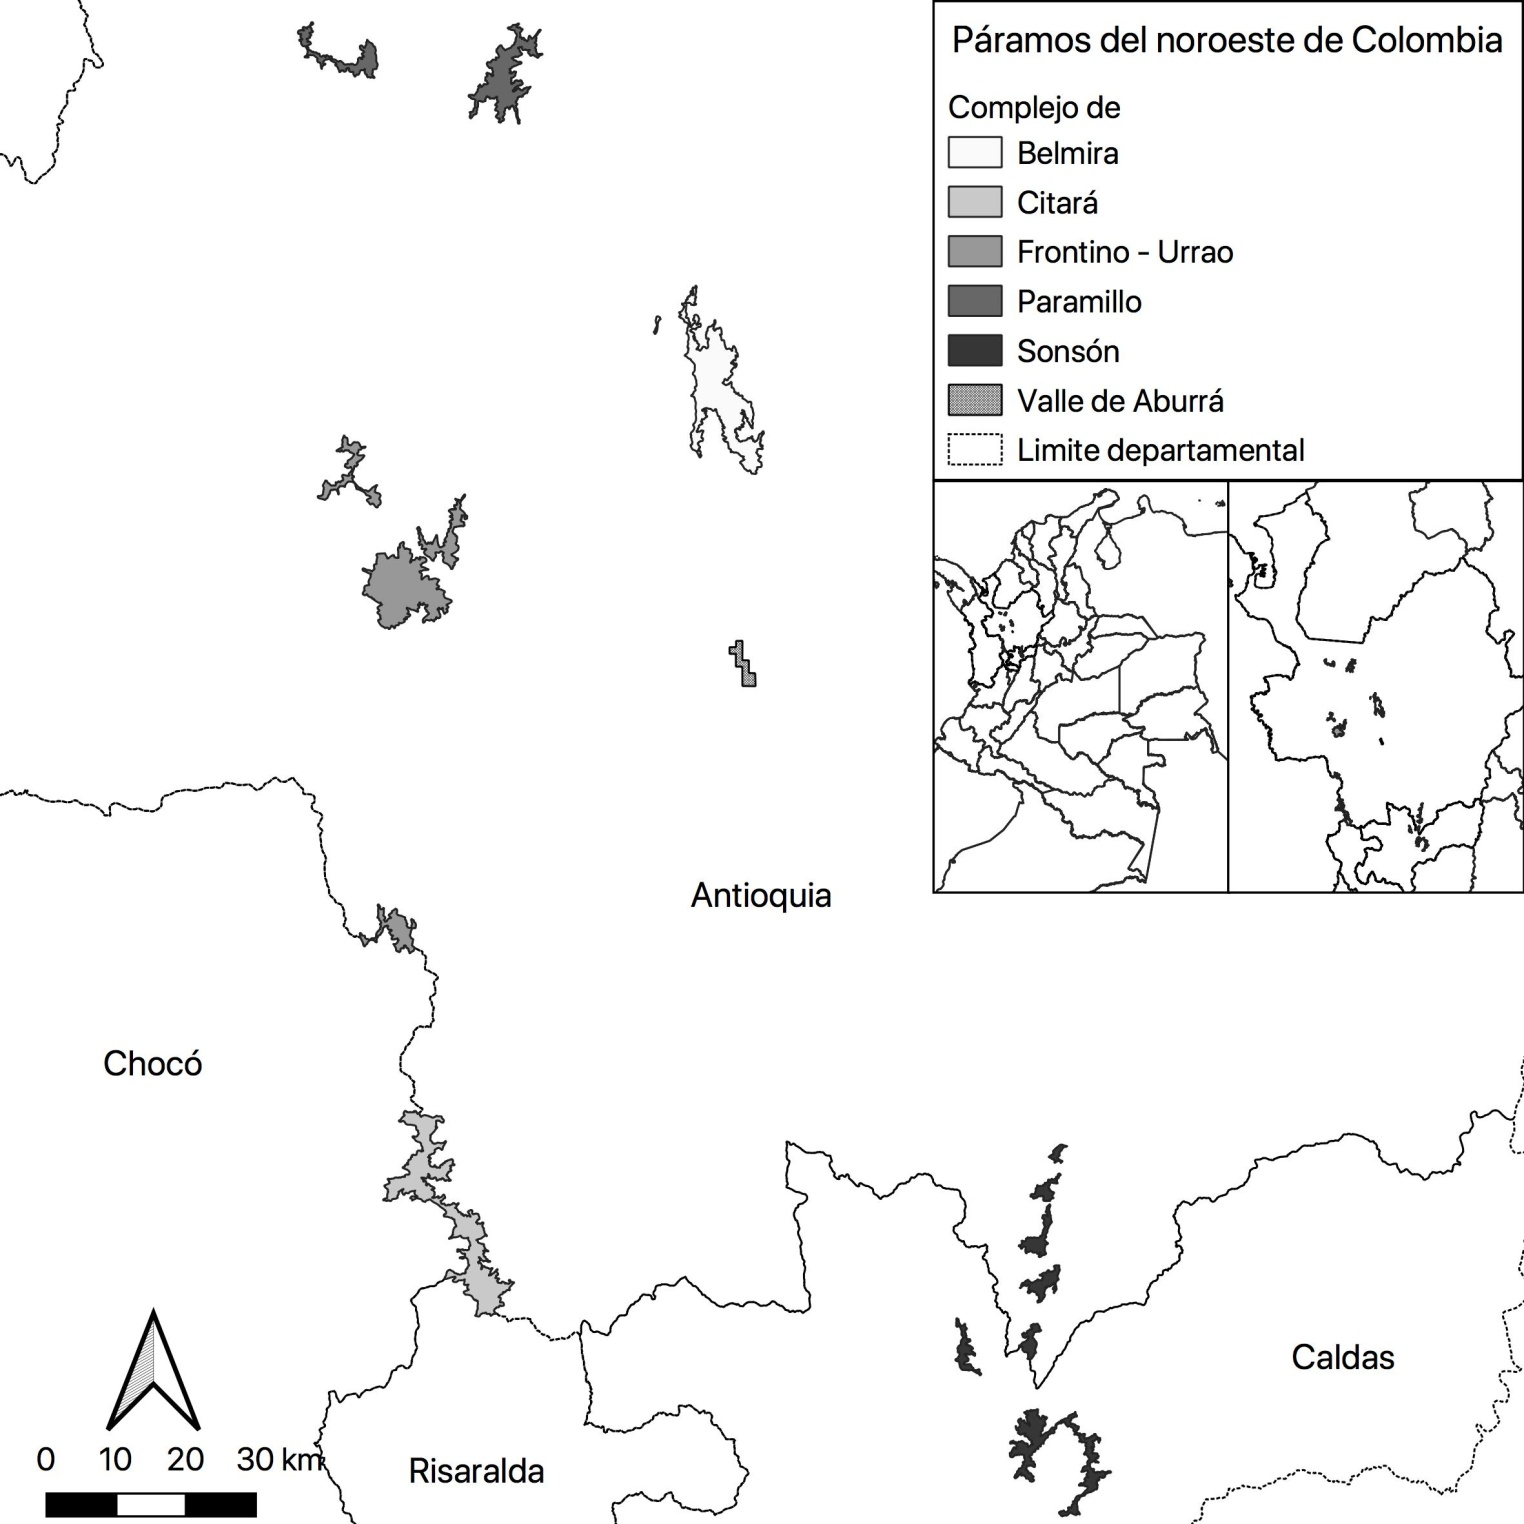 Páramos del noroeste de Colombia
Complejo de
Belmira
Citará
Frontino - Urrao
Paramillo
Sonsón
Valle de Aburrá
Limite departamental
Antioquia
Chocó
Caldas
Risaralda
0 10 20 30 km